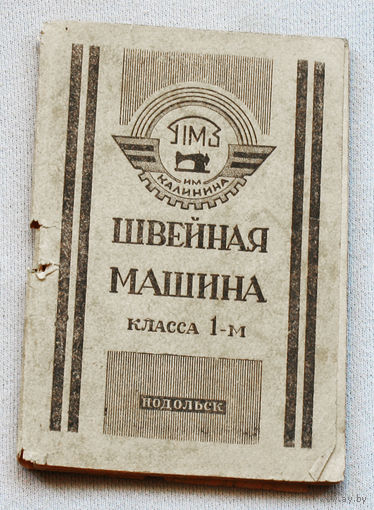 ПМЗ
ИМ
КАЛИНИНА
ШВЕЙНАЯ
МАШИНА
КЛАССА 1-М
ПОДОЛЬСК